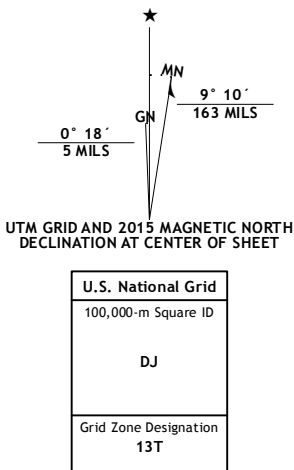 ★
MN
GN
9° 10´
163 MILS
0° 18´
5 MILS
UTM GRID AND 2015 MAGNETIC NORTH
DECLINATION AT CENTER OF SHEET
U.S. National Grid
100,000-m Square ID
DJ
Grid Zone Designation
13T